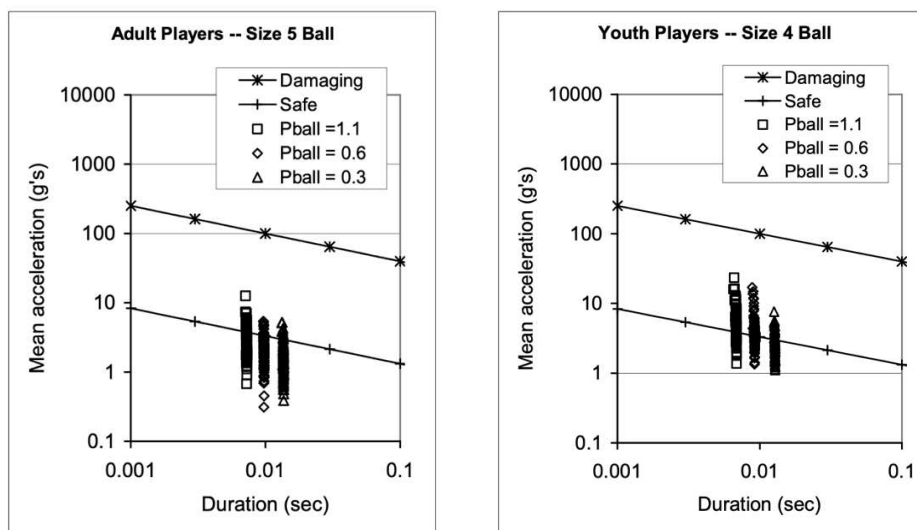 Adult Players -- Size 5 Ball
Damaging
Safe
Pball =1.1
Pball = 0.6
Pball = 0.3
10000
1000
100
10
1
0.1
Mean acceleration (g's)
0.001
0.01
0.1
Duration (sec)
Youth Players -- Size 4 Ball
Damaging
Safe
Pball =1.1
Pball = 0.6
Pball = 0.3
10000
1000
100
10
1
0.1
Mean acceleration (g's)
0.001
0.01
0.1
Duration (sec)